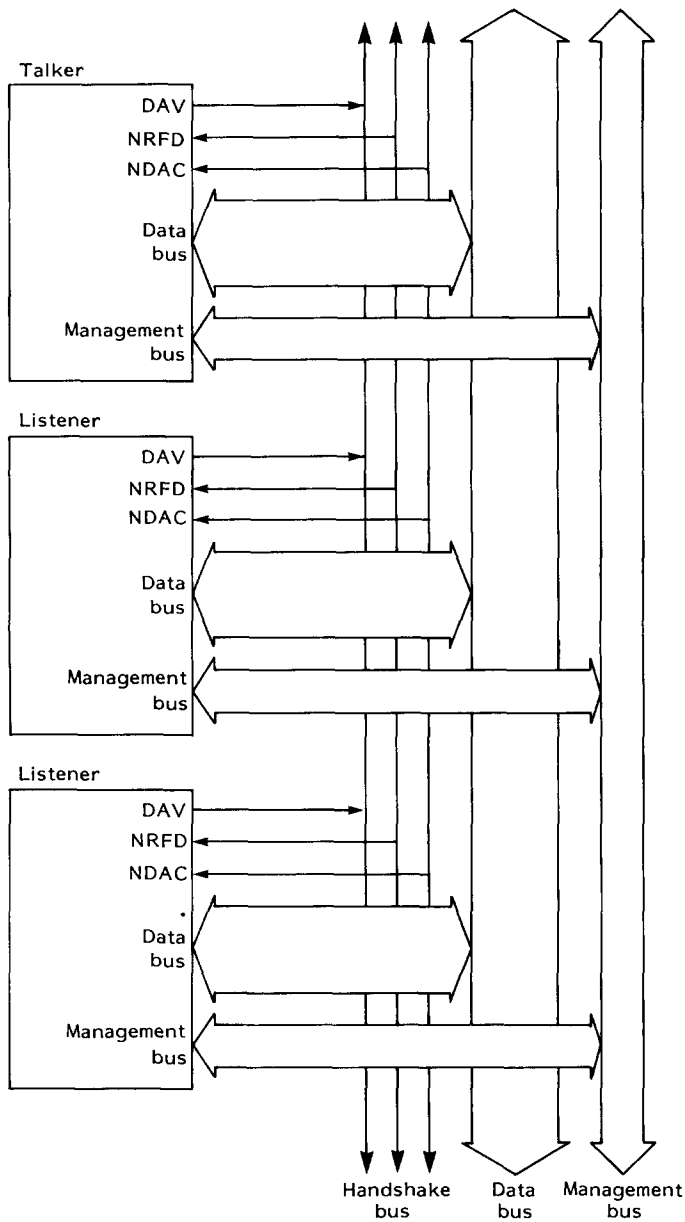 Talker
DAV
NRFD
NDAC
Data
bus
Management
bus
Listener
DAV
NRFD
NDAC
Data
bus
Management
bus
Listener
DAV
NRFD
NDAC
Data
bus
Management
bus
Handshake
bus
Data
bus
Management
bus